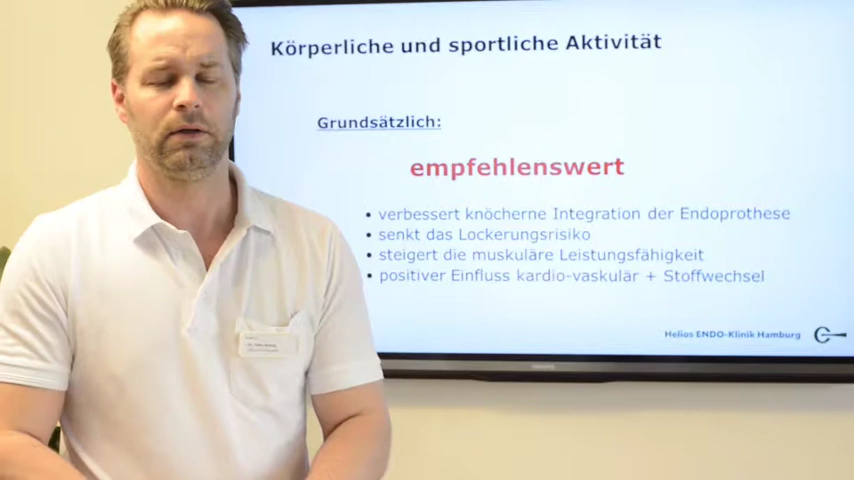 Körperliche und sportliche Aktivität
Grundsätzlich:
empfehlenswert
• verbessert knöcherne Integration der Endoprothese
• senkt das Lockerungsrisiko
• steigert die muskuläre Leistungsfähigkeit
• positiver Einfluss kardio-vaskulär + Stoffwechsel
Helios ENDO-Klinik Hamburg